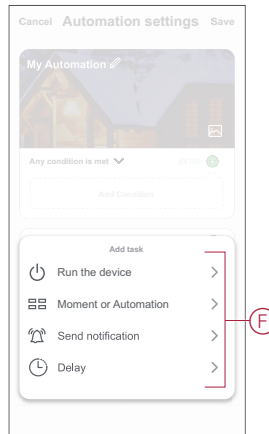 Cancel Automation settings Save
My Automation
Any condition is met
Add Condition
Add task
Run the device
Moment or Automation
Send notification
Delay
F